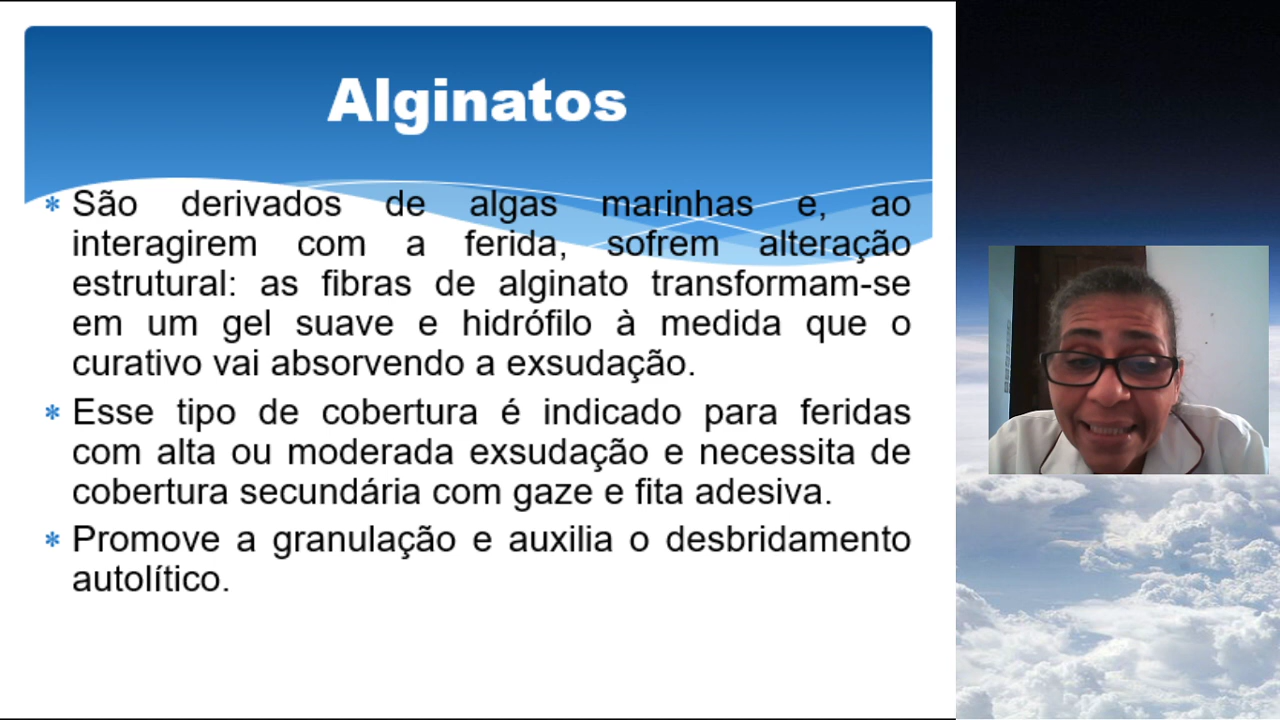 Alginatos
* São derivados de algas marinhas e, ao
interagirem com a ferida, sofrem alteração
estrutural: as fibras de alginato transformam-se
em um gel suave e hidrófilo à medida que o
curativo vai absorvendo a exsudação.
* Esse tipo de cobertura é indicado para feridas
com alta ou moderada exsudação e necessita de
cobertura secundária com gaze e fita adesiva.
* Promove a granulação e auxilia o desbridamento
autolítico.